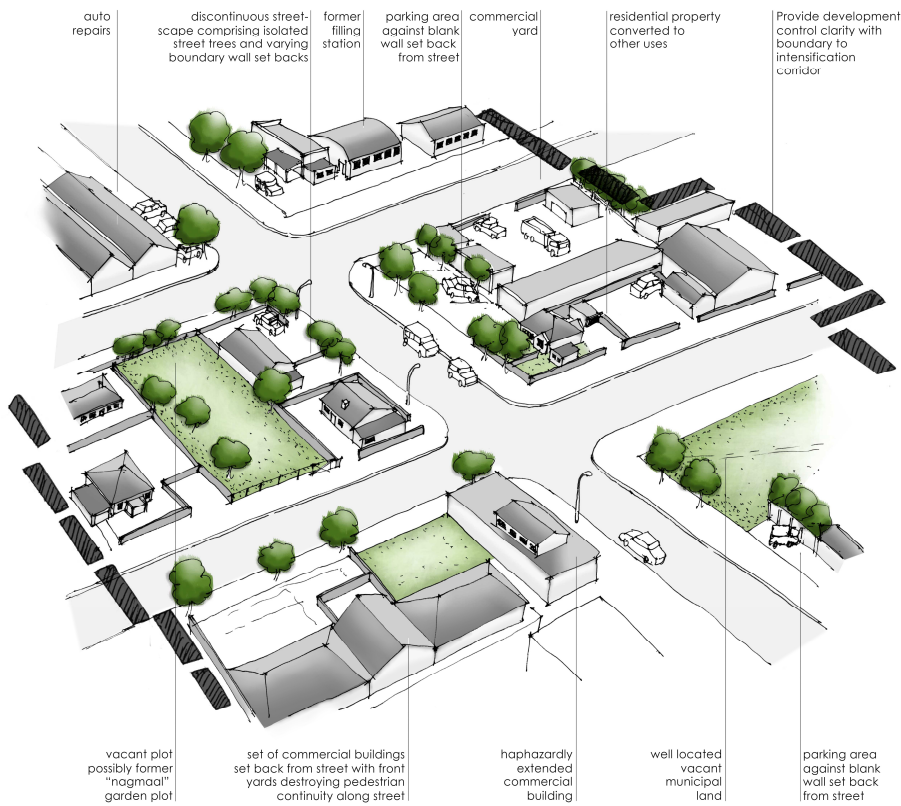 auto
repairs
discontinuous street-
scape comprising isolated
street trees and varying
boundary wall set backs
former
filling
station
parking area
against blank
wall set back
from street
commercial
yard
residential property
converted to
other uses
Provide development
control clarity with
boundary to
intensification
corridor
vacant plot
possibly former
"nagmaal"
garden plot
set of commercial buildings
set back from street with front
yards destroying pedestrian
continuity along street
haphazardly
extended
commercial
building
well located
vacant
municipal
land
parking area
against blank
wall set back
from street